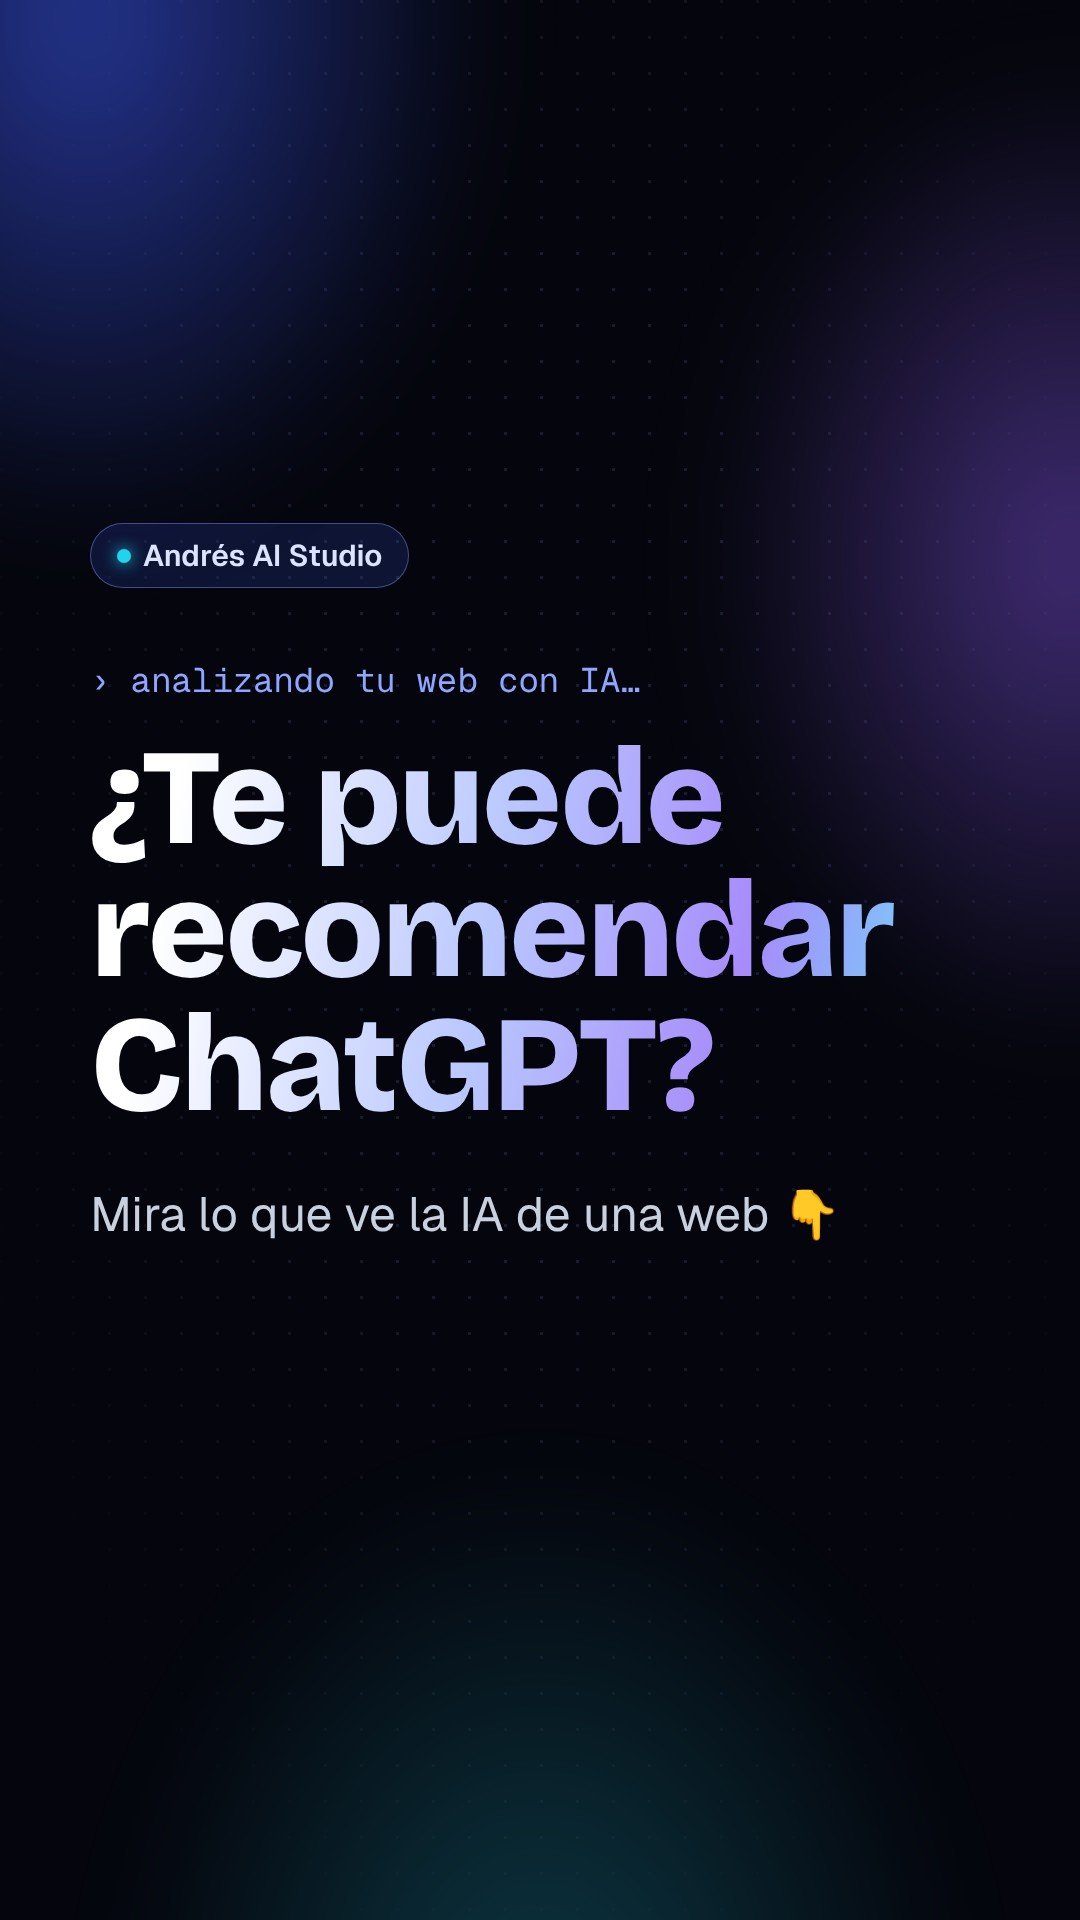 Andrés AI Studio
› analizando tu web con IA…
¿Te puede
recomendar
ChatGPT?
Mira lo que ve la IA de una web 👇